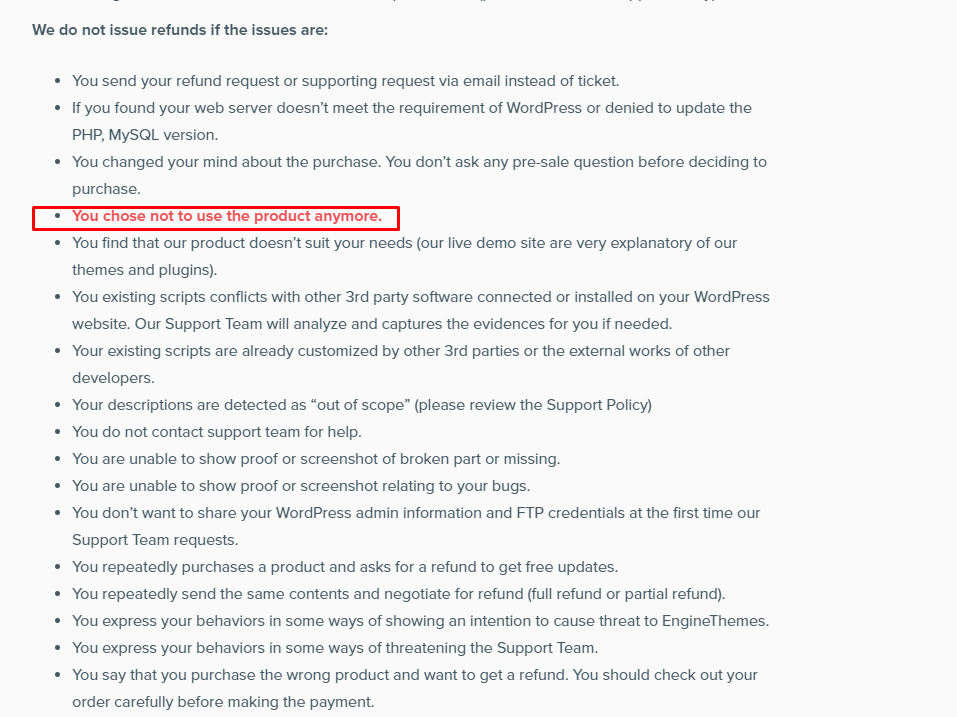 We do not issue refunds if the issues are:
You send your refund request or supporting request via email instead of ticket.
If you found your web server doesn’t meet the requirement of WordPress or denied to update the
PHP, MySQL version.
You changed your mind about the purchase. You don’t ask any pre-sale question before deciding to
purchase.
You chose not to use the product anymore.
You find that our product doesn’t suit your needs (our live demo site are very explanatory of our
themes and plugins).
You existing scripts conflicts with other 3rd party software connected or installed on your WordPress
website. Our Support Team will analyze and captures the evidences for you if needed.
Your existing scripts are already customized by other 3rd parties or the external works of other
developers.
Your descriptions are detected as “out of scope” (please review the Support Policy)
You do not contact support team for help.
You are unable to show proof or screenshot of broken part or missing.
You are unable to show proof or screenshot relating to your bugs.
You don’t want to share your WordPress admin information and FTP credentials at the first time our
Support Team requests.
You repeatedly purchases a product and asks for a refund to get free updates.
You repeatedly send the same contents and negotiate for refund (full refund or partial refund).
You express your behaviors in some ways of showing an intention to cause threat to EngineThemes.
You express your behaviors in some ways of threatening the Support Team.
You say that you purchase the wrong product and want to get a refund. You should check out your
order carefully before making the payment.